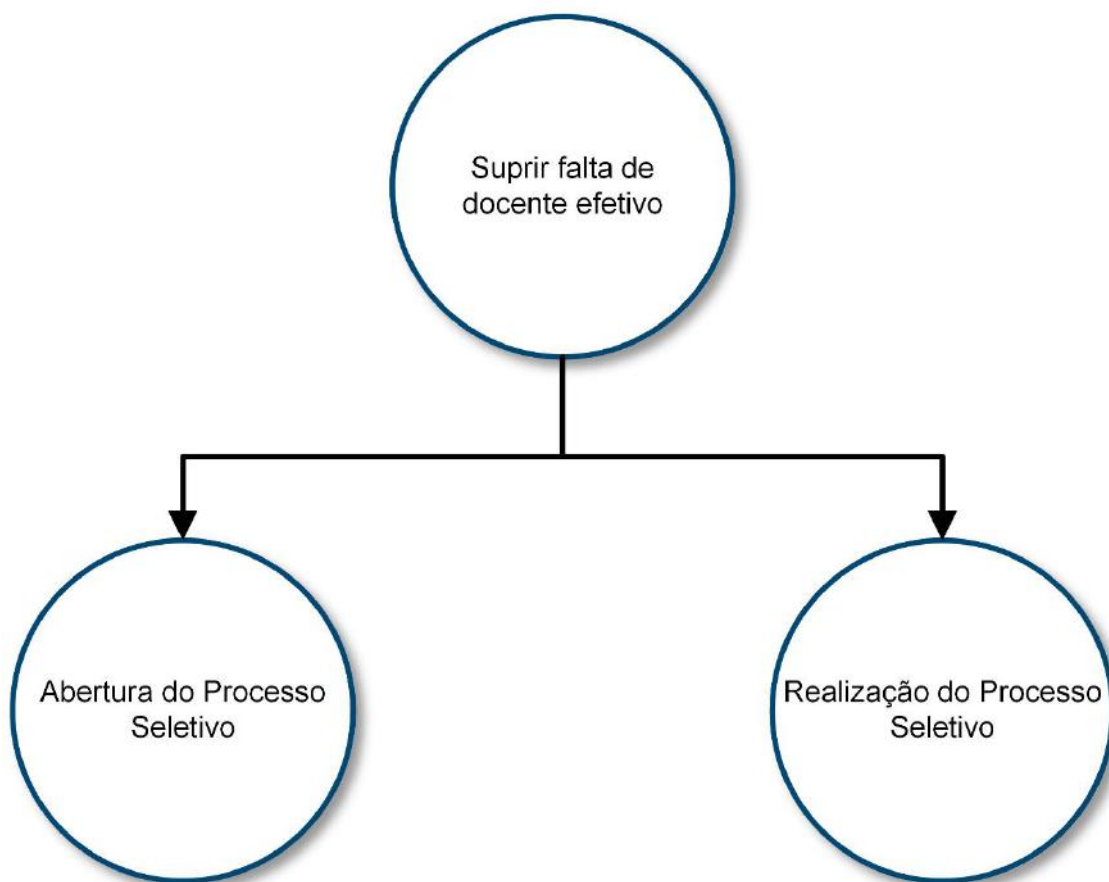 Suprir falta de
docente efetivo
Abertura do Processo
Seletivo
Realização do Processo
Seletivo